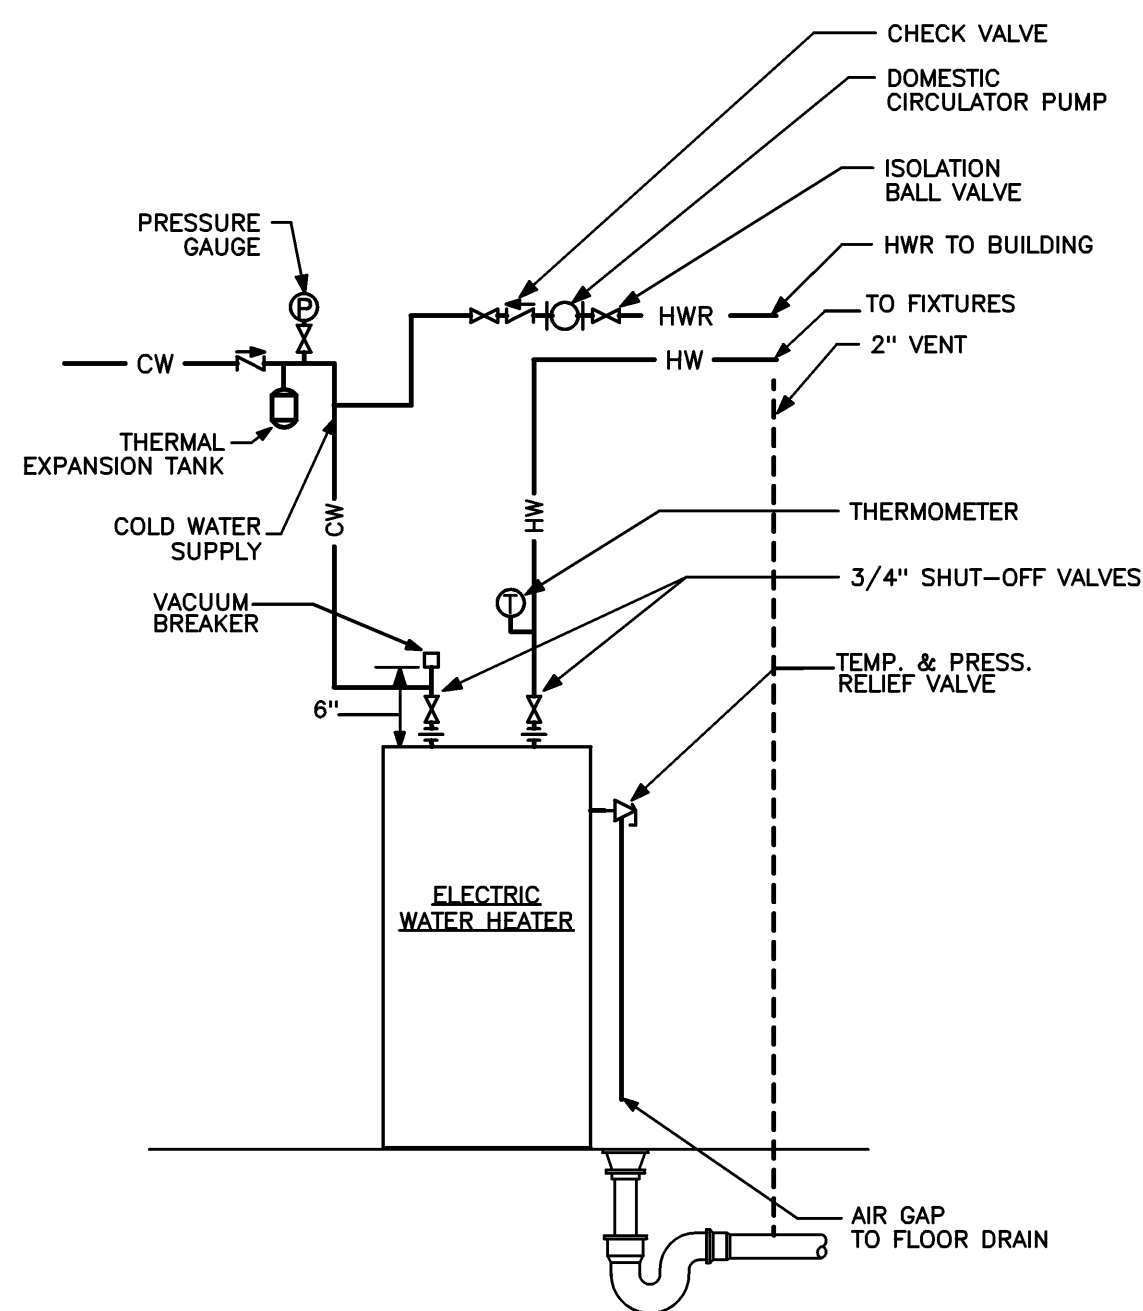 CHECK VALVE
DOMESTIC
CIRCULATOR PUMP
ISOLATION
BALL VALVE
PRESSURE
GAUGE
HWR TO BUILDING
P
TO FIXTURES
HWR
2" VENT
CW
HW
THERMAL
EXPANSION TANK
CW
HW
COLD WATER
SUPPLY
THERMOMETER
3/4" SHUT-OFF VALVES
T
VACUUM
BREAKER
TEMP. & PRESS.
RELIEF VALVE
6"
ELECTRIC
WATER HEATER
AIR GAP
TO FLOOR DRAIN